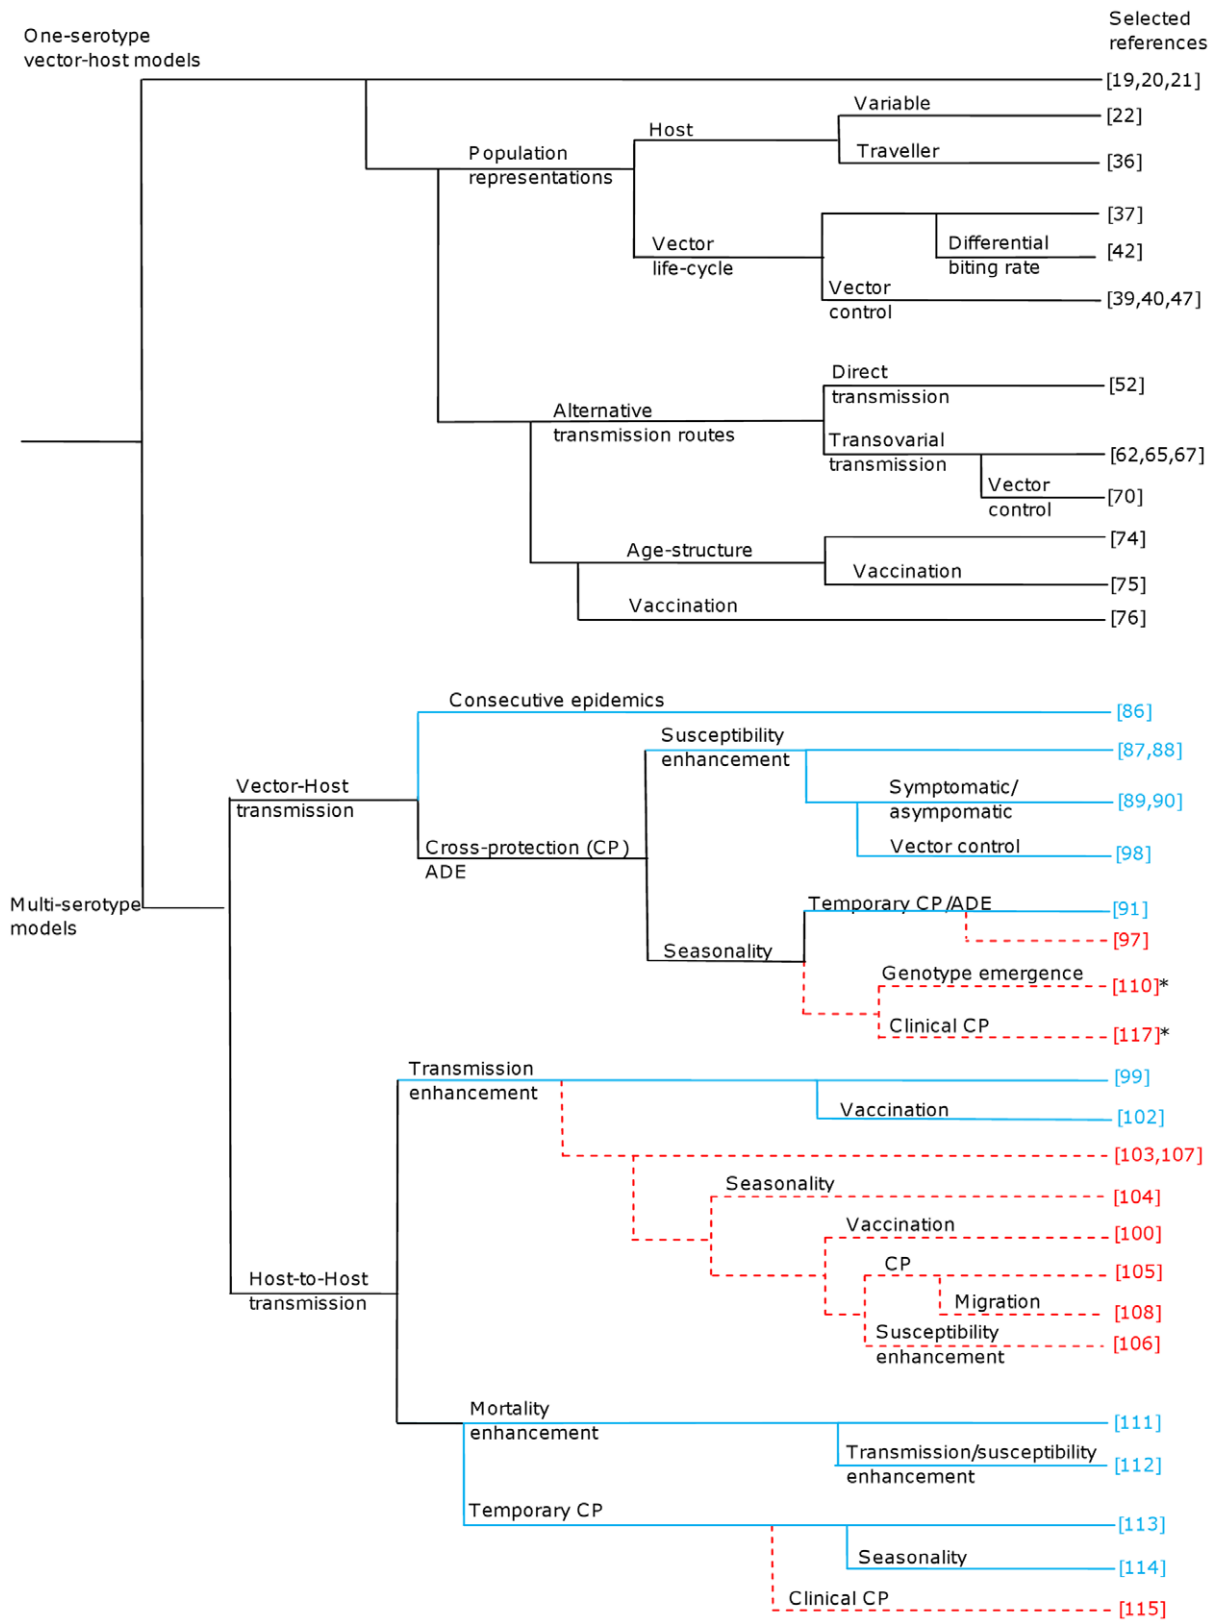 Selected
references
One-serotype
vector-host models
[19,20,21]
Variable
[22]
Host
Traveller
[36]
Population
representations
[37]
Vector
life-cycle
Differential
biting rate
[42]
Vector
control
[39,40,47]
Direct
transmission
[52]
Alternative
transmission routes
Transovarial
transmission
[62,65,67]
Vector
control
[70]
[74]
Age-structure
Vaccination
[75]
Vaccination
[76]
Consecutive epidemics
[86]
Susceptibility
enhancement
[87,88]
Vector-Host
transmission
Symptomatic/
asympomatic
[89,90]
Cross-protection (CP)
ADE
Vector control
[98]
Multi-serotype
models
Temporary CP/ADE
[91]
[97]
Seasonality
Genotype emergence
[110]*
Clinical CP
[117]*
Transmission
enhancement
[99]
Vaccination
[102]
[103,107]
Seasonality
[104]
Vaccination
[100]
Host-to-Host
transmission
CP
[105]
Migration
[108]
Susceptibility
enhancement
[106]
Mortality
enhancement
[111]
Transmission/susceptibility
enhancement
[112]
Temporary CP
[113]
Seasonality
[114]
Clinical CP
[115]